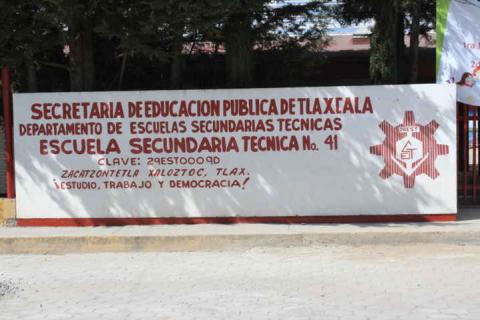 SECRETARIA DE EDUCACION PUBLICA DE TLAXCALA
DEPARTAMENTO DE ESCUELAS SECUNDARIAS TECNICAS
ESCUELA SECUNDARIA TECNICA No. 41
CLAVE: 29EST0009D
ZACATZONTETLA XALOZTOC, TLAX.
¡ESTUDIO, TRABAJO Y DEMOCRACIA!